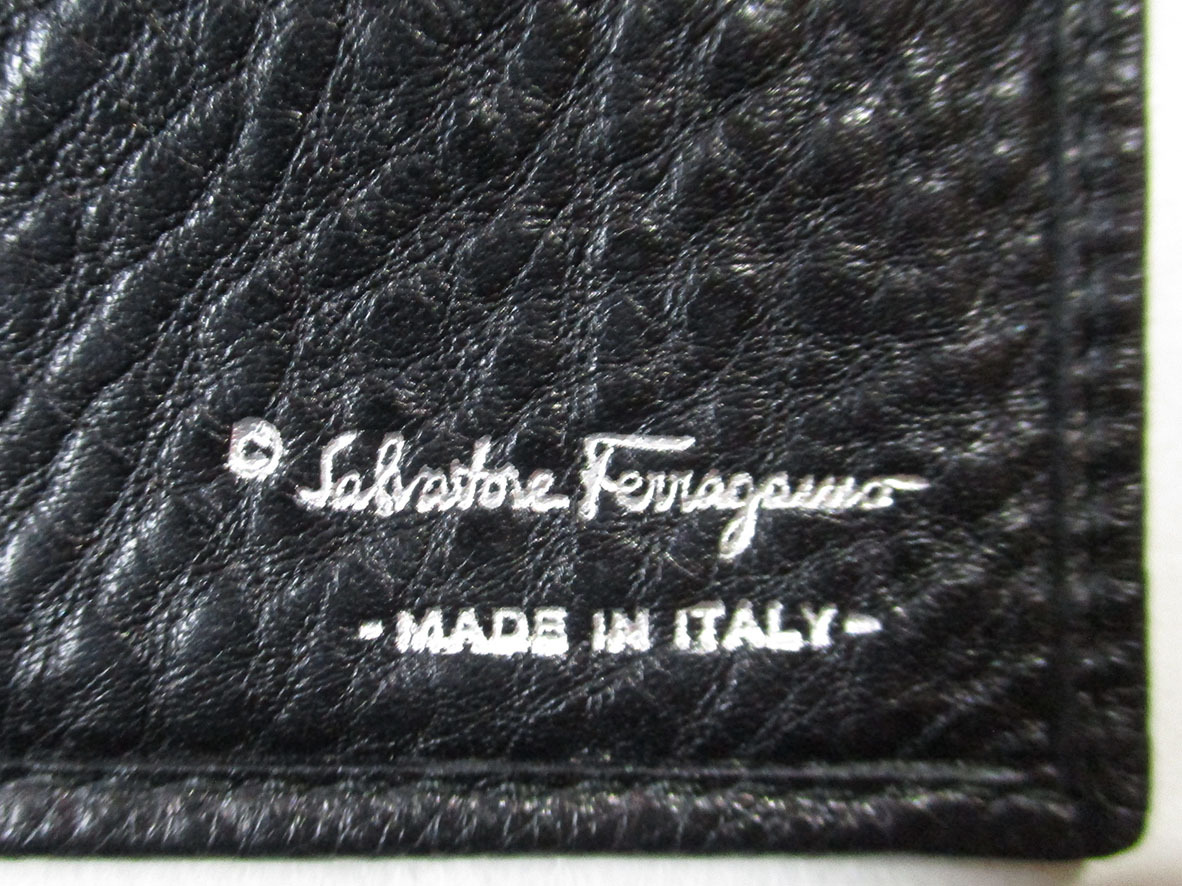 © Salvatore Ferragamo
- MADE IN ITALY -